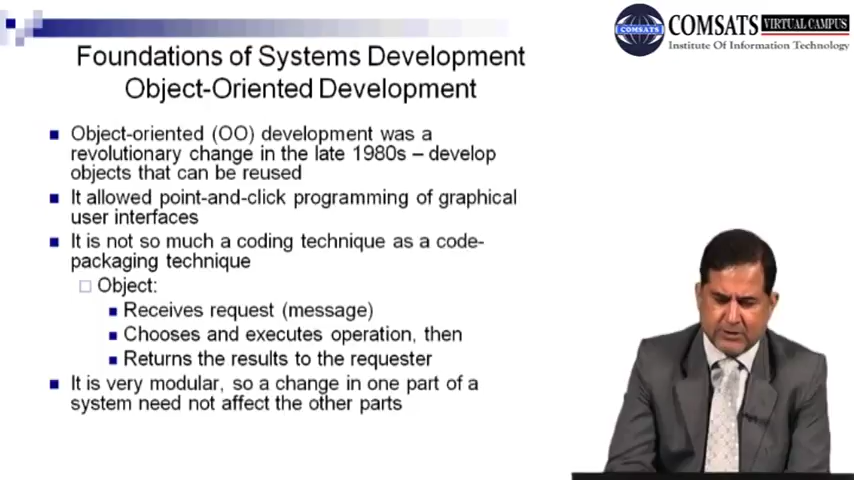 COMSATS
COMSATS VIRTUAL CAMPUS
Institute Of Information Technology
Foundations of Systems Development
Object-Oriented Development
Object-oriented (OO) development was a
revolutionary change in the late 1980s – develop
objects that can be reused
It allowed point-and-click programming of graphical
user interfaces
It is not so much a coding technique as a code-
packaging technique
Object:
Receives request (message)
Chooses and executes operation, then
Returns the results to the requester
It is very modular, so a change in one part of a
system need not affect the other parts